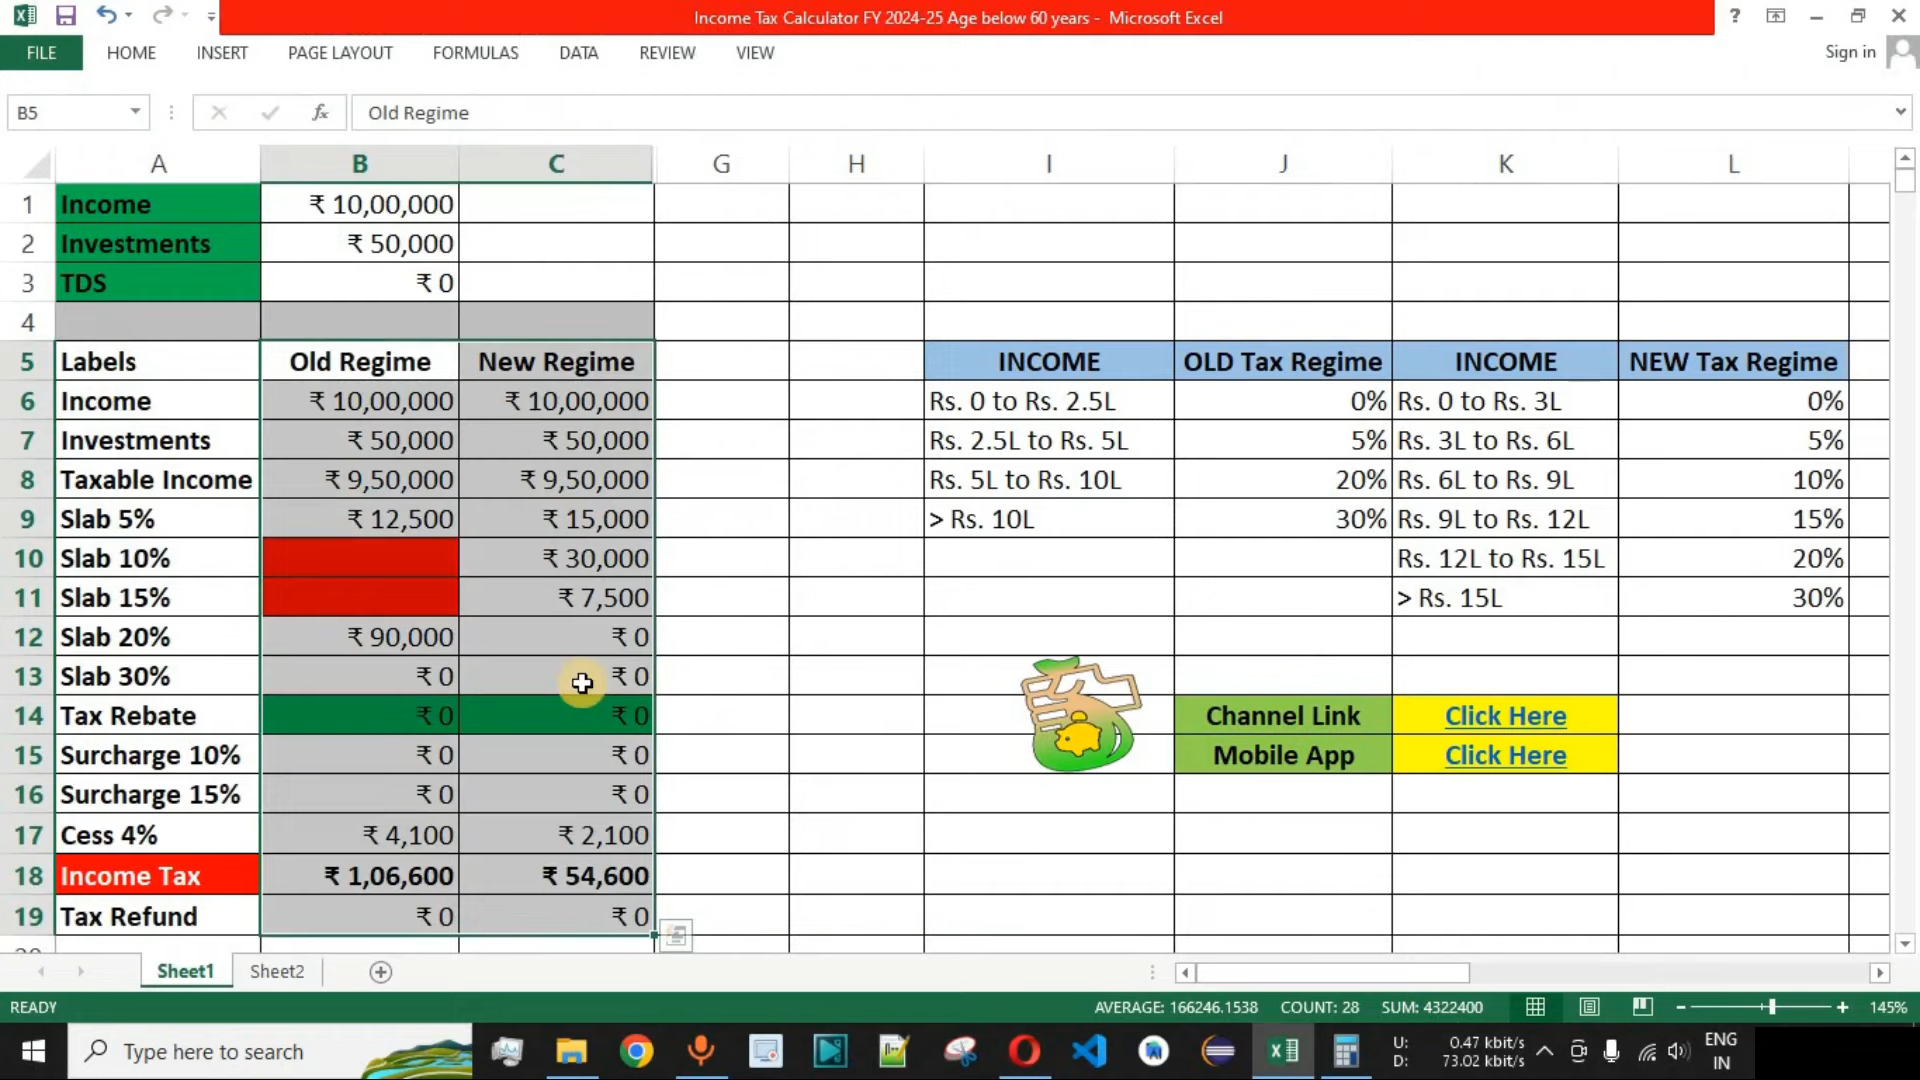 Income Tax Calculator FY 2024-25 Age below 60 years - Microsoft Excel
FILE HOME INSERT PAGE LAYOUT FORMULAS DATA REVIEW VIEW Sign in
B5 fx Old Regime
A B C G H I J K L
1 Income ₹ 10,00,000
2 Investments ₹ 50,000
3 TDS ₹ 0
4
5 Labels Old Regime New Regime INCOME OLD Tax Regime INCOME NEW Tax Regime
6 Income ₹ 10,00,000 ₹ 10,00,000 Rs. 0 to Rs. 2.5L 0% Rs. 0 to Rs. 3L 0%
7 Investments ₹ 50,000 ₹ 50,000 Rs. 2.5L to Rs. 5L 5% Rs. 3L to Rs. 6L 5%
8 Taxable Income ₹ 9,50,000 ₹ 9,50,000 Rs. 5L to Rs. 10L 20% Rs. 6L to Rs. 9L 10%
9 Slab 5% ₹ 12,500 ₹ 15,000 > Rs. 10L 30% Rs. 9L to Rs. 12L 15%
10 Slab 10% ₹ 30,000 Rs. 12L to Rs. 15L 20%
11 Slab 15% ₹ 7,500 > Rs. 15L 30%
12 Slab 20% ₹ 90,000 ₹ 0
13 Slab 30% ₹ 0 ₹ 0
14 Tax Rebate ₹ 0 ₹ 0 Channel Link Click Here
15 Surcharge 10% ₹ 0 ₹ 0 Mobile App Click Here
16 Surcharge 15% ₹ 0 ₹ 0
17 Cess 4% ₹ 4,100 ₹ 2,100
18 Income Tax ₹ 1,06,600 ₹ 54,600
19 Tax Refund ₹ 0 ₹ 0
Sheet1 Sheet2
READY AVERAGE: 166246.1538 COUNT: 28 SUM: 4322400 145%
Type here to search U: 0.47 kbit/s ENG
D: 73.02 kbit/s IN